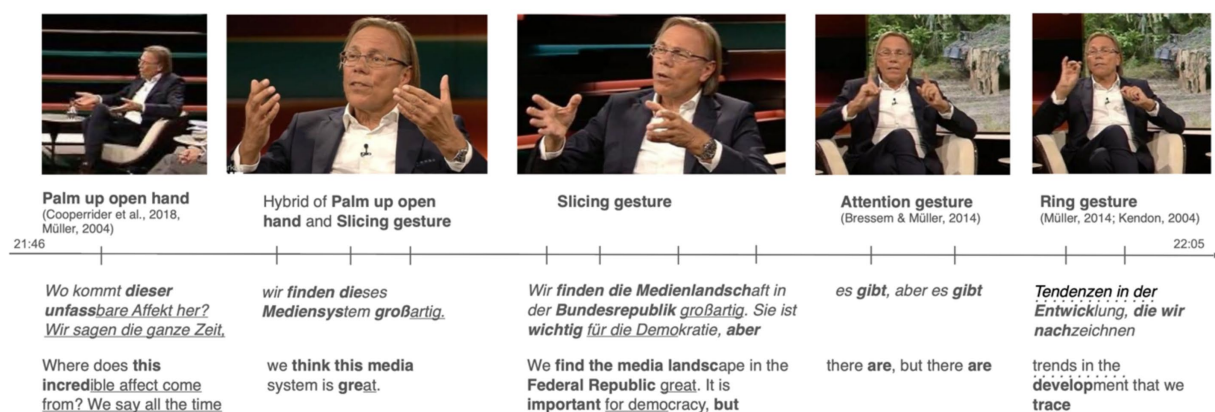 Palm up open hand
(Cooperrider et al., 2018,
Müller, 2004)
Hybrid of Palm up open
hand and Slicing gesture
Slicing gesture
Attention gesture
(Bressem & Müller, 2014)
Ring gesture
(Müller, 2014; Kendon, 2004)
21:46
22:05
Wo kommt dieser
unfassbare Affekt her?
Wir sagen die ganze Zeit,
wir finden dieses
Mediensystem großartig.
Wir finden die Medienlandschaft in
der Bundesrepublik großartig. Sie ist
wichtig für die Demokratie, aber
es gibt, aber es gibt
Tendenzen in der
Entwicklung, die wir
nachzeichnen
Where does this
incredible affect come
from? We say all the time
we think this media
system is great.
We find the media landscape in the
Federal Republic great. It is
important for democracy, but
there are, but there are
trends in the
development that we
trace